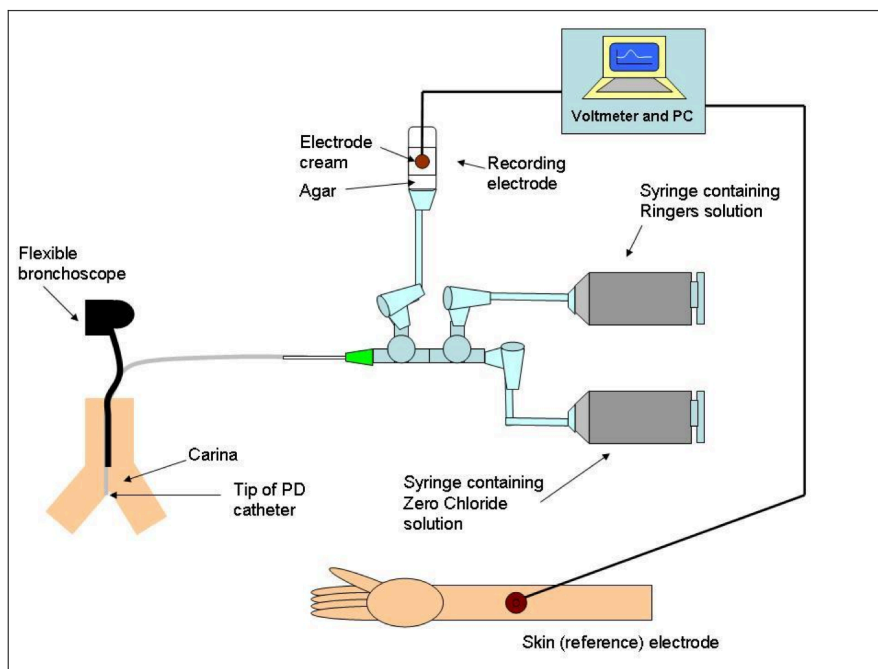 Voltmeter and PC
Electrode
cream
Agar
Recording
electrode
Syringe containing
Ringers solution
Flexible
bronchoscope
Carina
Tip of PD
catheter
Syringe containing
Zero Chloride
solution
Skin (reference) electrode